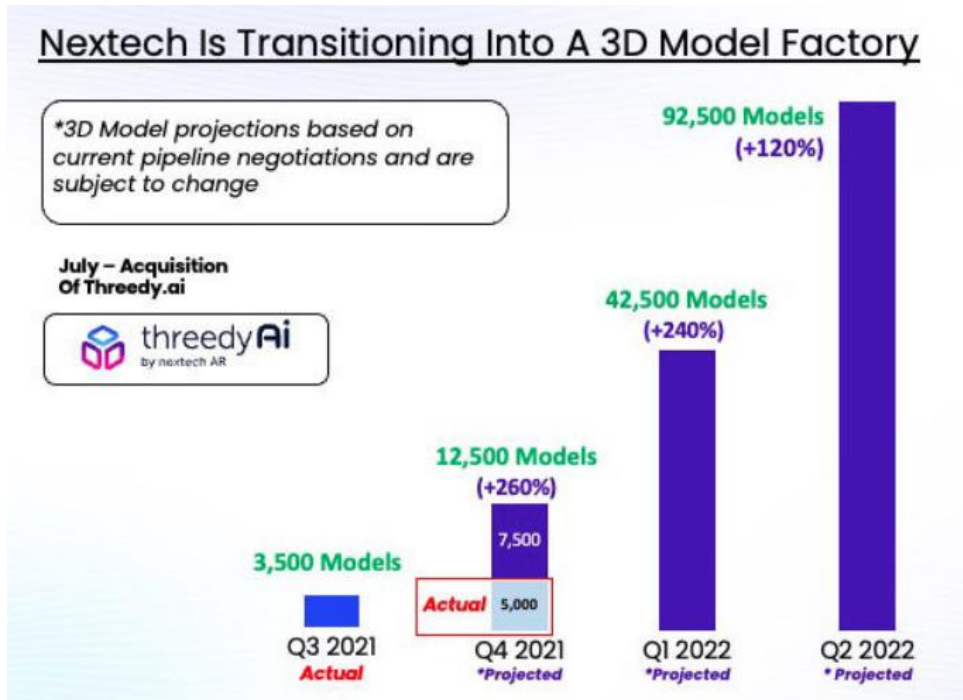 Nextech Is Transitioning Into A 3D Model Factory
*3D Model projections based on
current pipeline negotiations and are
subject to change
July – Acquisition
Of Threedy.ai
threedy Ai
by nextech AR
92,500 Models
(+120%)
42,500 Models
(+240%)
12,500 Models
(+260%)
7,500
3,500 Models
Actual 5,000
Q3 2021
Actual
Q4 2021
*Projected
Q1 2022
*Projected
Q2 2022
* Projected